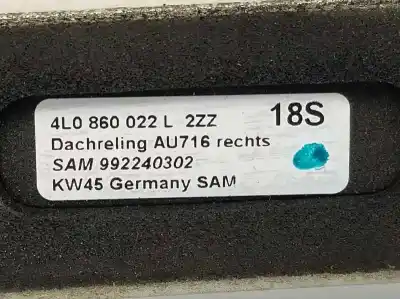 4L0 860 022 L 2ZZ 18S
Dachreling AU716 rechts
SAM 992240302
KW45 Germany SAM